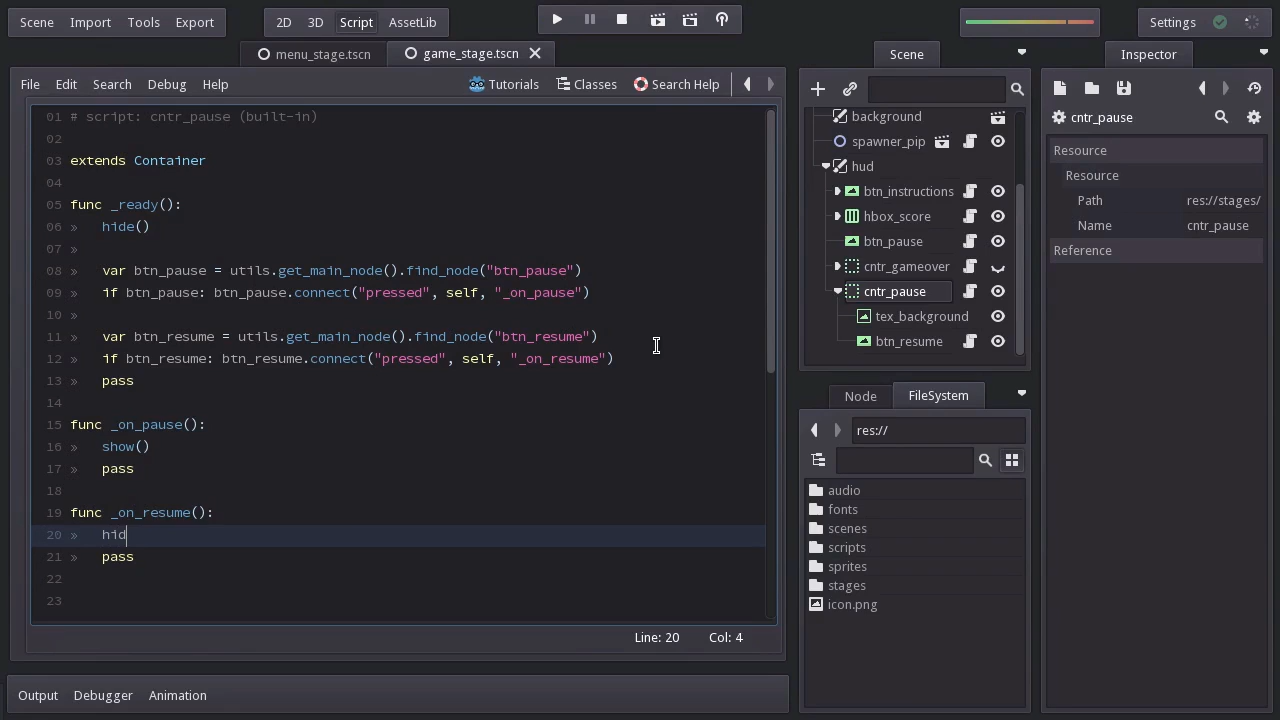 Scene Import Tools Export 2D 3D Script AssetLib Settings
menu_stage.tscn game_stage.tscn Scene Inspector
File Edit Search Debug Help Tutorials Classes Search Help
01 # script: cntr_pause (built-in)
02
03 extends Container
04
05 func _ready():
06 » hide()
07 »
08 » var btn_pause = utils.get_main_node().find_node("btn_pause")
09 » if btn_pause: btn_pause.connect("pressed", self, "_on_pause")
10 »
11 » var btn_resume = utils.get_main_node().find_node("btn_resume")
12 » if btn_resume: btn_resume.connect("pressed", self, "_on_resume")
13 » pass
14
15 func _on_pause():
16 » show()
17 » pass
18
19 func _on_resume():
20 » hid
21 » pass
22
23
Line: 20 Col: 4
Output Debugger Animation
background
spawner_pip
hud
btn_instructions
hbox_score
btn_pause
cntr_gameover
cntr_pause
tex_background
btn_resume
Node FileSystem
res://
audio
fonts
scenes
scripts
sprites
stages
icon.png
cntr_pause
Resource
Resource
Path res://stages/
Name cntr_pause
Reference